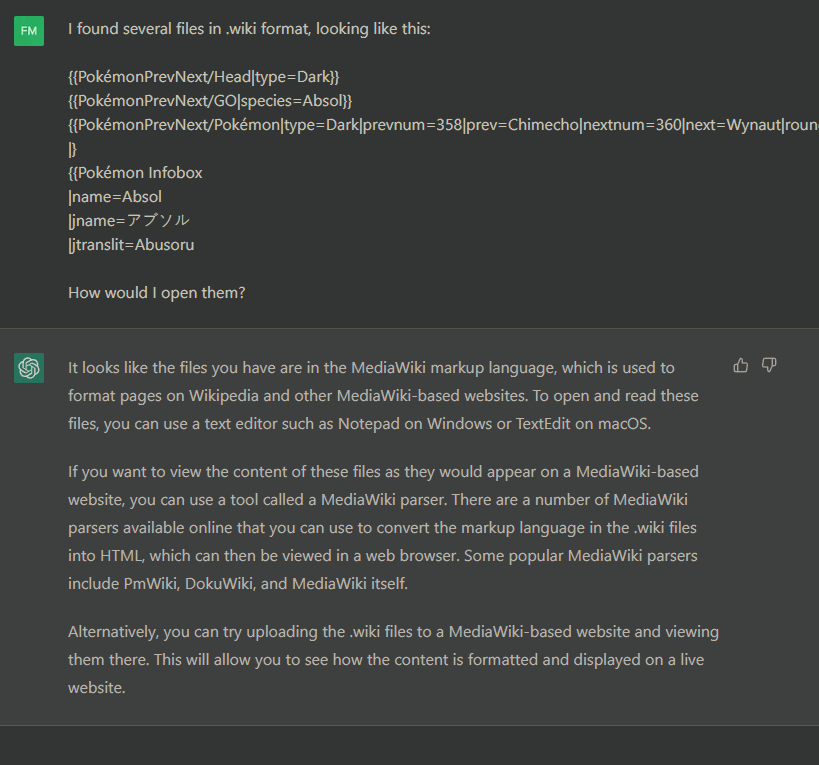 FM
I found several files in .wiki format, looking like this:
{{PokémonPrevNext/Head|type=Dark}}
{{PokémonPrevNext/GO|species=Absol}}
{{PokémonPrevNext/Pokémon|type=Dark|prevnum=358|prev=Chimecho|nextnum=360|next=Wynaut|roun
|}
{{Pokémon Infobox
|name=Absol
|jname=アブソル
|jtranslit=Abusoru
How would I open them?
It looks like the files you have are in the MediaWiki markup language, which is used to
format pages on Wikipedia and other MediaWiki-based websites. To open and read these
files, you can use a text editor such as Notepad on Windows or TextEdit on macOS.
If you want to view the content of these files as they would appear on a MediaWiki-based
website, you can use a tool called a MediaWiki parser. There are a number of MediaWiki
parsers available online that you can use to convert the markup language in the .wiki files
into HTML, which can then be viewed in a web browser. Some popular MediaWiki parsers
include PmWiki, DokuWiki, and MediaWiki itself.
Alternatively, you can try uploading the .wiki files to a MediaWiki-based website and viewing
them there. This will allow you to see how the content is formatted and displayed on a live
website.